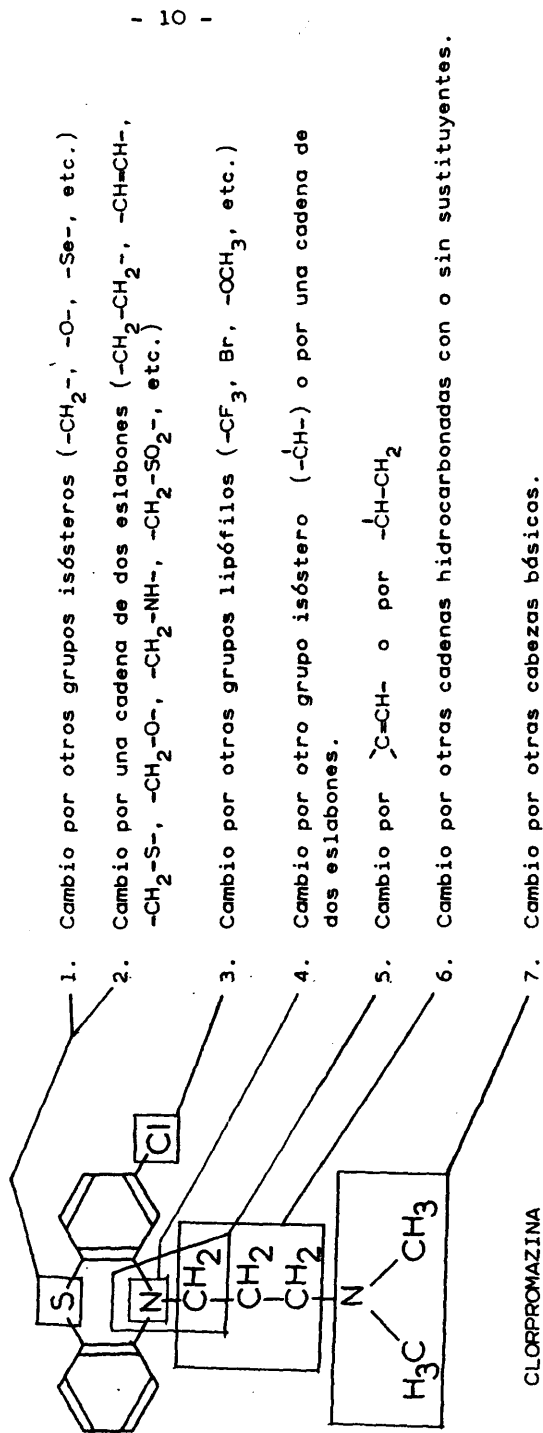 - 10 -
1. Cambio por otros grupos isósteros (-CH2-, -O-, -Se-, etc.)
2. Cambio por una cadena de dos eslabones (-CH2-CH2-, -CH=CH-,
-CH2-S-, -CH2-O-, -CH2-NH-, -CH2-SO2-, etc.)
3. Cambio por otros grupos lipófilos (-CF3, Br, -OCH3, etc.)
4. Cambio por otro grupo isóstero (-CH-) o por una cadena de
dos eslabones.
5. Cambio por >C=CH- o por -CH-CH2
6. Cambio por otras cadenas hidrocarbonadas con o sin sustituyentes.
7. Cambio por otras cabezas básicas.
S
Cl
N
CH2
CH2
CH2
N
H3C CH3
CLORPROMAZINA